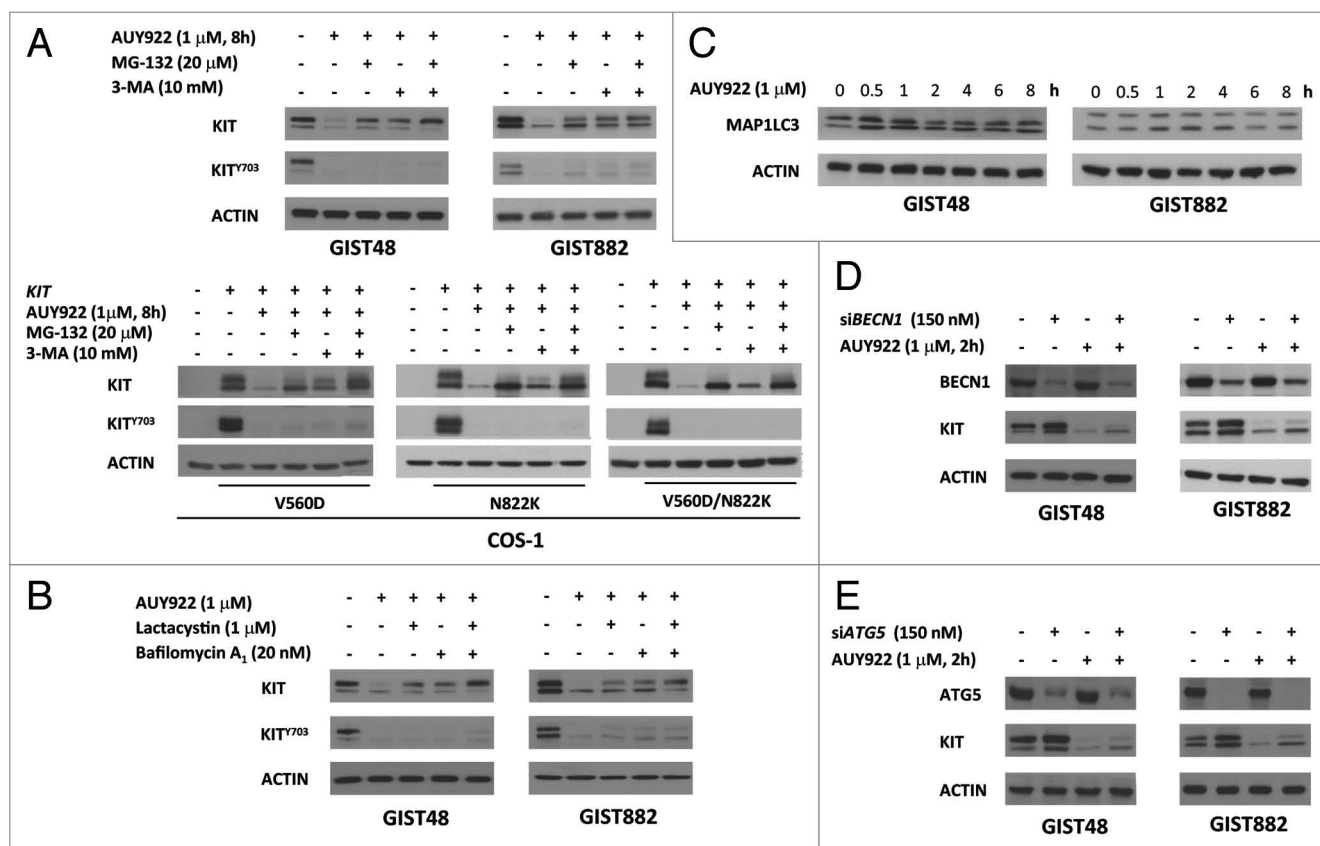 A
AUY922 (1 μM, 8h) - + + + + - + + + +
MG-132 (20 μM) - - + - + - - + - +
3-MA (10 mM) - - - + + - - - + +
KIT
KITY703
ACTIN
GIST48 GIST882
KIT - + + + + + - + + + + + - + + + + +
AUY922 (1μM, 8h) - - + + + + - - + + + + - - + + + +
MG-132 (20 μM) - - - + - + - - - + - + - - - + - +
3-MA (10 mM) - - - - + + - - - - + + - - - - + +
KIT
KITY703
ACTIN
V560D N822K V560D/N822K
COS-1
B
AUY922 (1 μM) - + + + + - + + + +
Lactacystin (1 μM) - - + - + - - + - +
Bafilomycin A1 (20 nM) - - - + + - - - + +
KIT
KITY703
ACTIN
GIST48 GIST882
C
AUY922 (1 μM) 0 0.5 1 2 4 6 8 h 0 0.5 1 2 4 6 8 h
MAP1LC3
ACTIN
GIST48 GIST882
D
siBECN1 (150 nM) - + - + - + - +
AUY922 (1 μM, 2h) - - + + - - + +
BECN1
KIT
ACTIN
GIST48 GIST882
E
siATG5 (150 nM) - + - + - + - +
AUY922 (1 μM, 2h) - - + + - - + +
ATG5
KIT
ACTIN
GIST48 GIST882